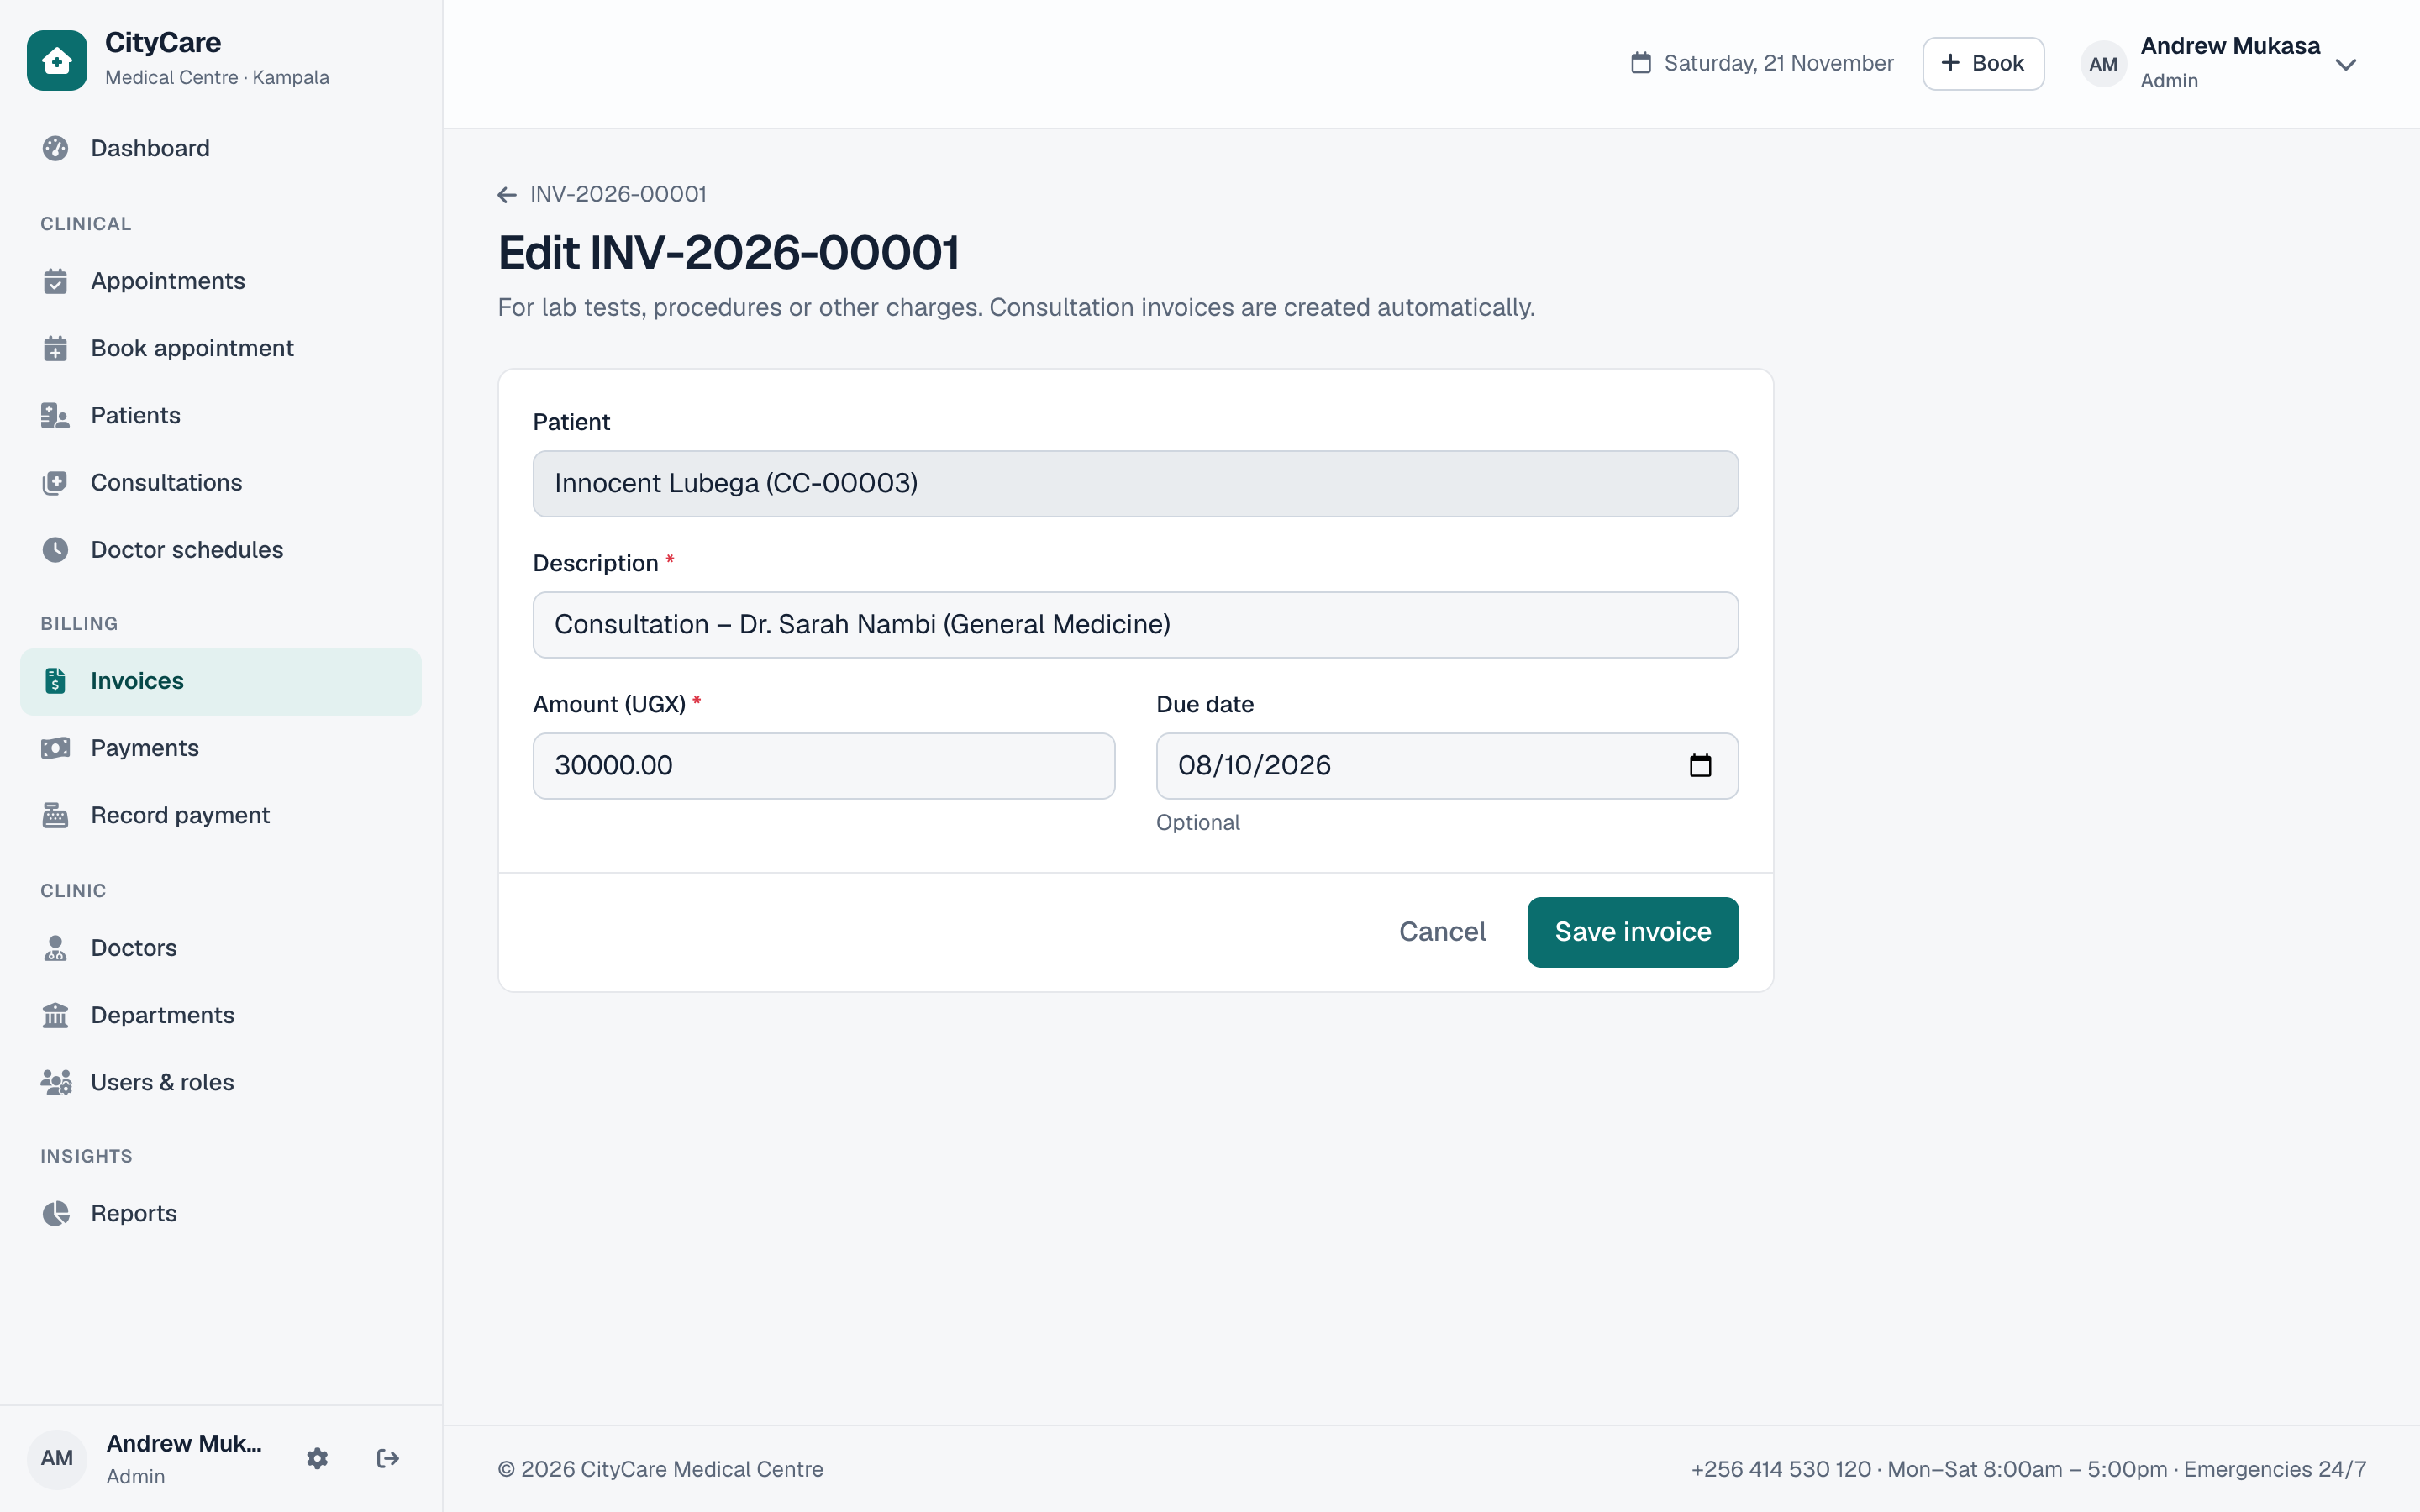 CityCare
Medical Centre · Kampala
Dashboard
CLINICAL
Appointments
Book appointment
Patients
Consultations
Doctor schedules
BILLING
Invoices
Payments
Record payment
CLINIC
Doctors
Departments
Users & roles
INSIGHTS
Reports
AM
Andrew Muk...
Admin
Saturday, 21 November
+ Book
AM
Andrew Mukasa
Admin
← INV-2026-00001
Edit INV-2026-00001
For lab tests, procedures or other charges. Consultation invoices are created automatically.
Patient
Innocent Lubega (CC-00003)
Description *
Consultation – Dr. Sarah Nambi (General Medicine)
Amount (UGX) *
30000.00
Due date
08/10/2026
Optional
Cancel
Save invoice
© 2026 CityCare Medical Centre
+256 414 530 120 · Mon–Sat 8:00am – 5:00pm · Emergencies 24/7